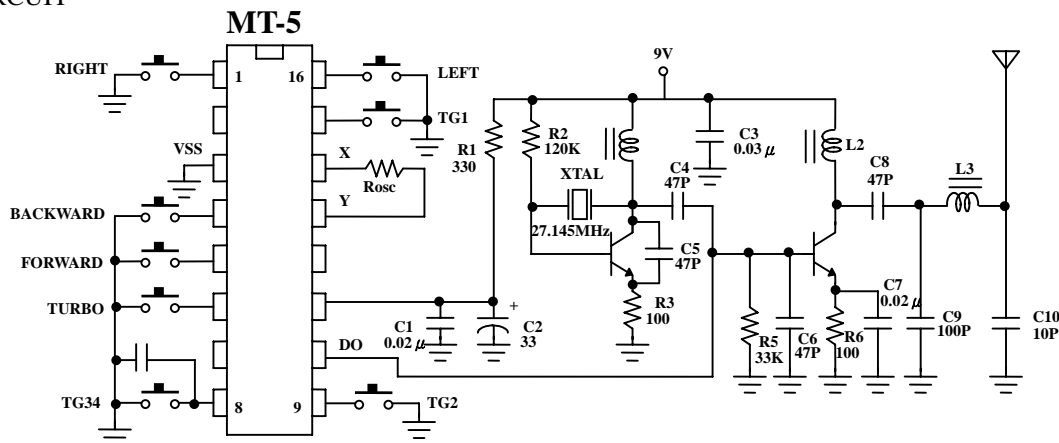 RCUIT
MT-5
RIGHT
1
16
LEFT
TG1
VSS
X
Rosc
Y
BACKWARD
FORWARD
TURBO
DO
TG34
8
9
TG2
9V
R1
330
R2
120K
XTAL
27.145MHz
C1
0.02 μ
+
C2
33
C3
0.03 μ
C4
47P
C5
47P
R3
100
L2
C8
47P
L3
C7
0.02 μ
R5
33K
C6
47P
R6
100
C9
100P
C10
10P